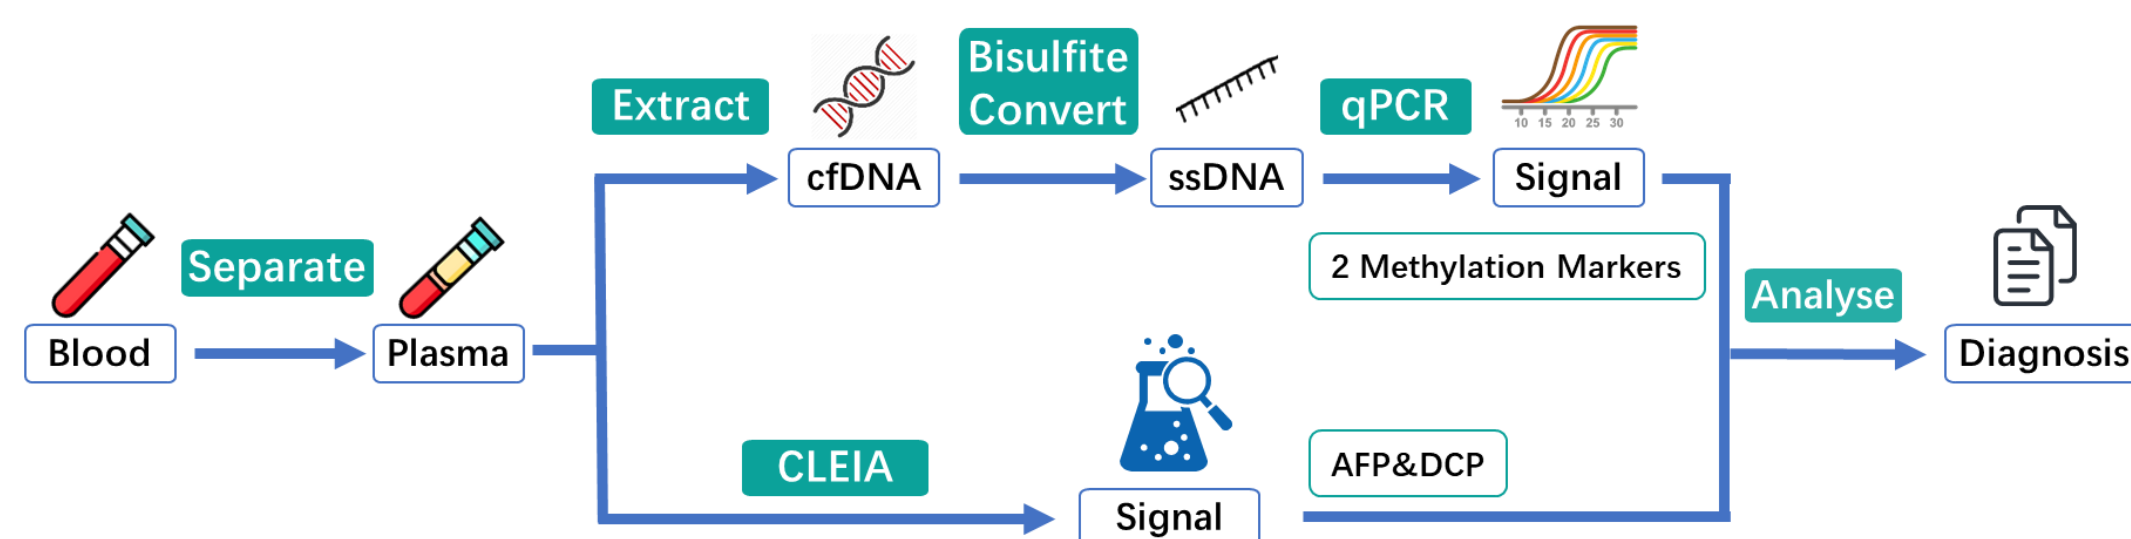 Bisulfite
Convert
Extract
qPCR
10 15 20 25 30
cfDNA
ssDNA
Signal
Separate
2 Methylation Markers
Analyse
Blood
Plasma
Diagnosis
CLEIA
AFP&DCP
Signal